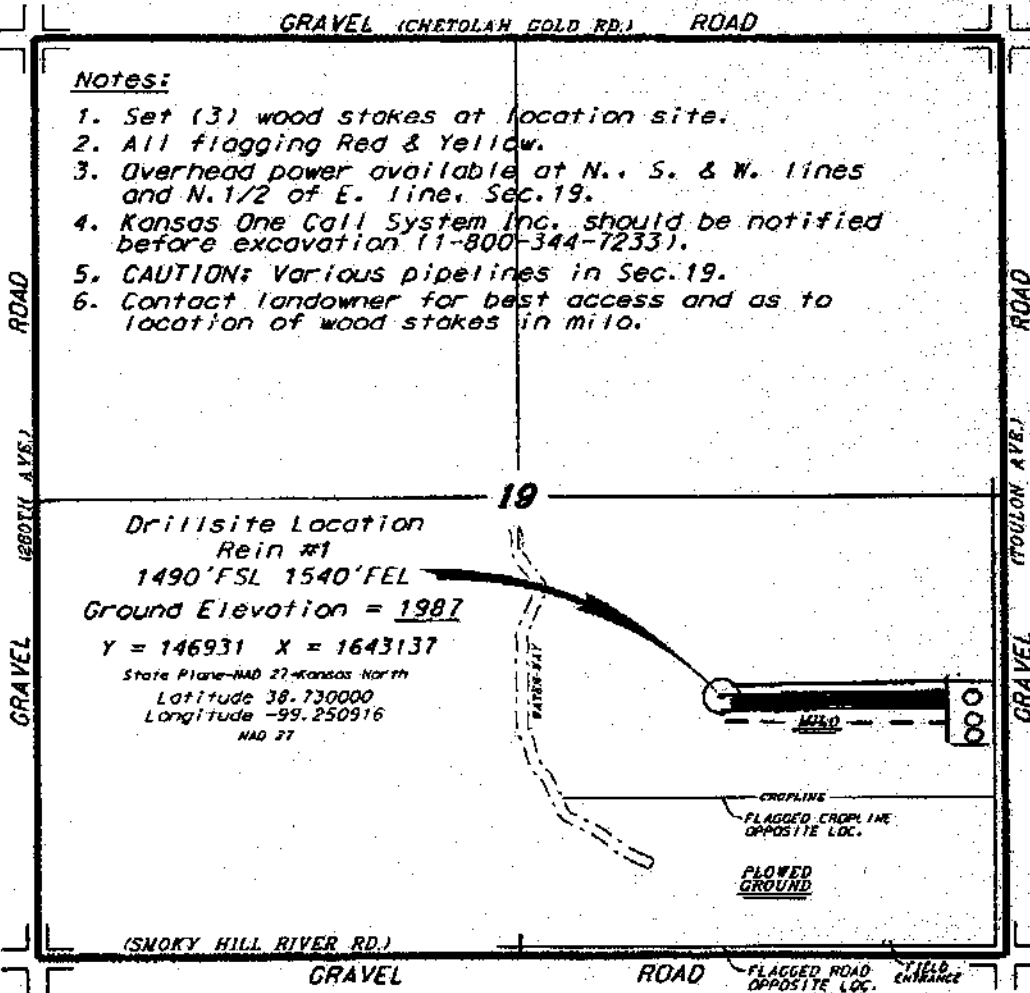 GRAVEL (CHETOLAH GOLD RD.) ROAD
Notes:
1. Set (3) wood stakes at location site.
2. All flagging Red & Yellow.
3. Overhead power available at N., S. & W. lines
and N.1/2 of E. line, Sec.19.
4. Kansas One Call System Inc. should be notified
before excavation (1-800-344-7233).
5. CAUTION: Various pipelines in Sec.19.
6. Contact landowner for best access and as to
location of wood stakes in milo.
ROAD
(280TH AVE.)
GRAVEL
ROAD
(TOULON AVE.)
GRAVEL
19
Drillsite Location
Rein #1
1490'FSL 1540'FEL
Ground Elevation = 1987
Y = 146931 X = 1643137
State Plane-NAD 27-Kansas North
Latitude 38.730000
Longitude -99.250916
NAD 27
WATER-WAY
MILO
CROPLINE
FLAGGED CROPLINE
OPPOSITE LOC.
PLOWED
GROUND
(SMOKY HILL RIVER RD.)
GRAVEL ROAD
FLAGGED ROAD
OPPOSITE LOC.
FIELD
ENTRANCE